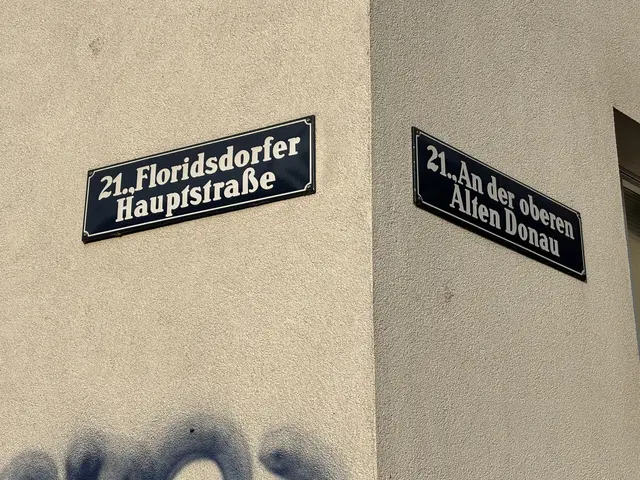 21.,Floridsdorfer
Hauptstraße
21.,An der oberen
Alten Donau